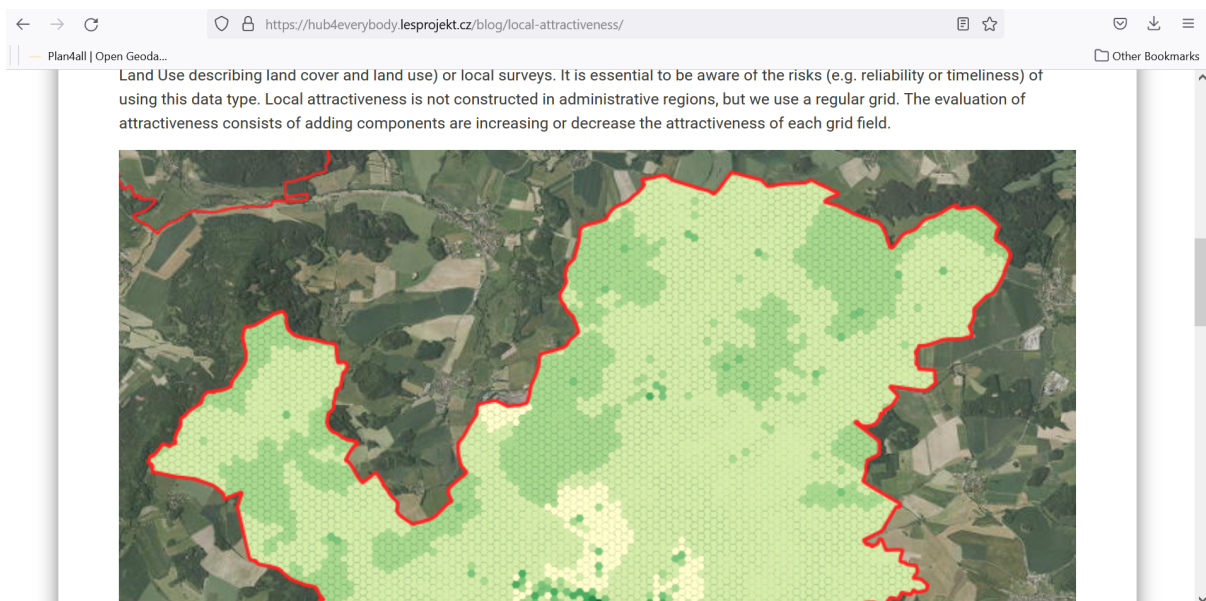 https://hub4everybody.lesprojekt.cz/blog/local-attractiveness/
Plan4all | Open Geoda...
Other Bookmarks
Land Use describing land cover and land use) or local surveys. It is essential to be aware of the risks (e.g. reliability or timeliness) of
using this data type. Local attractiveness is not constructed in administrative regions, but we use a regular grid. The evaluation of
attractiveness consists of adding components are increasing or decrease the attractiveness of each grid field.